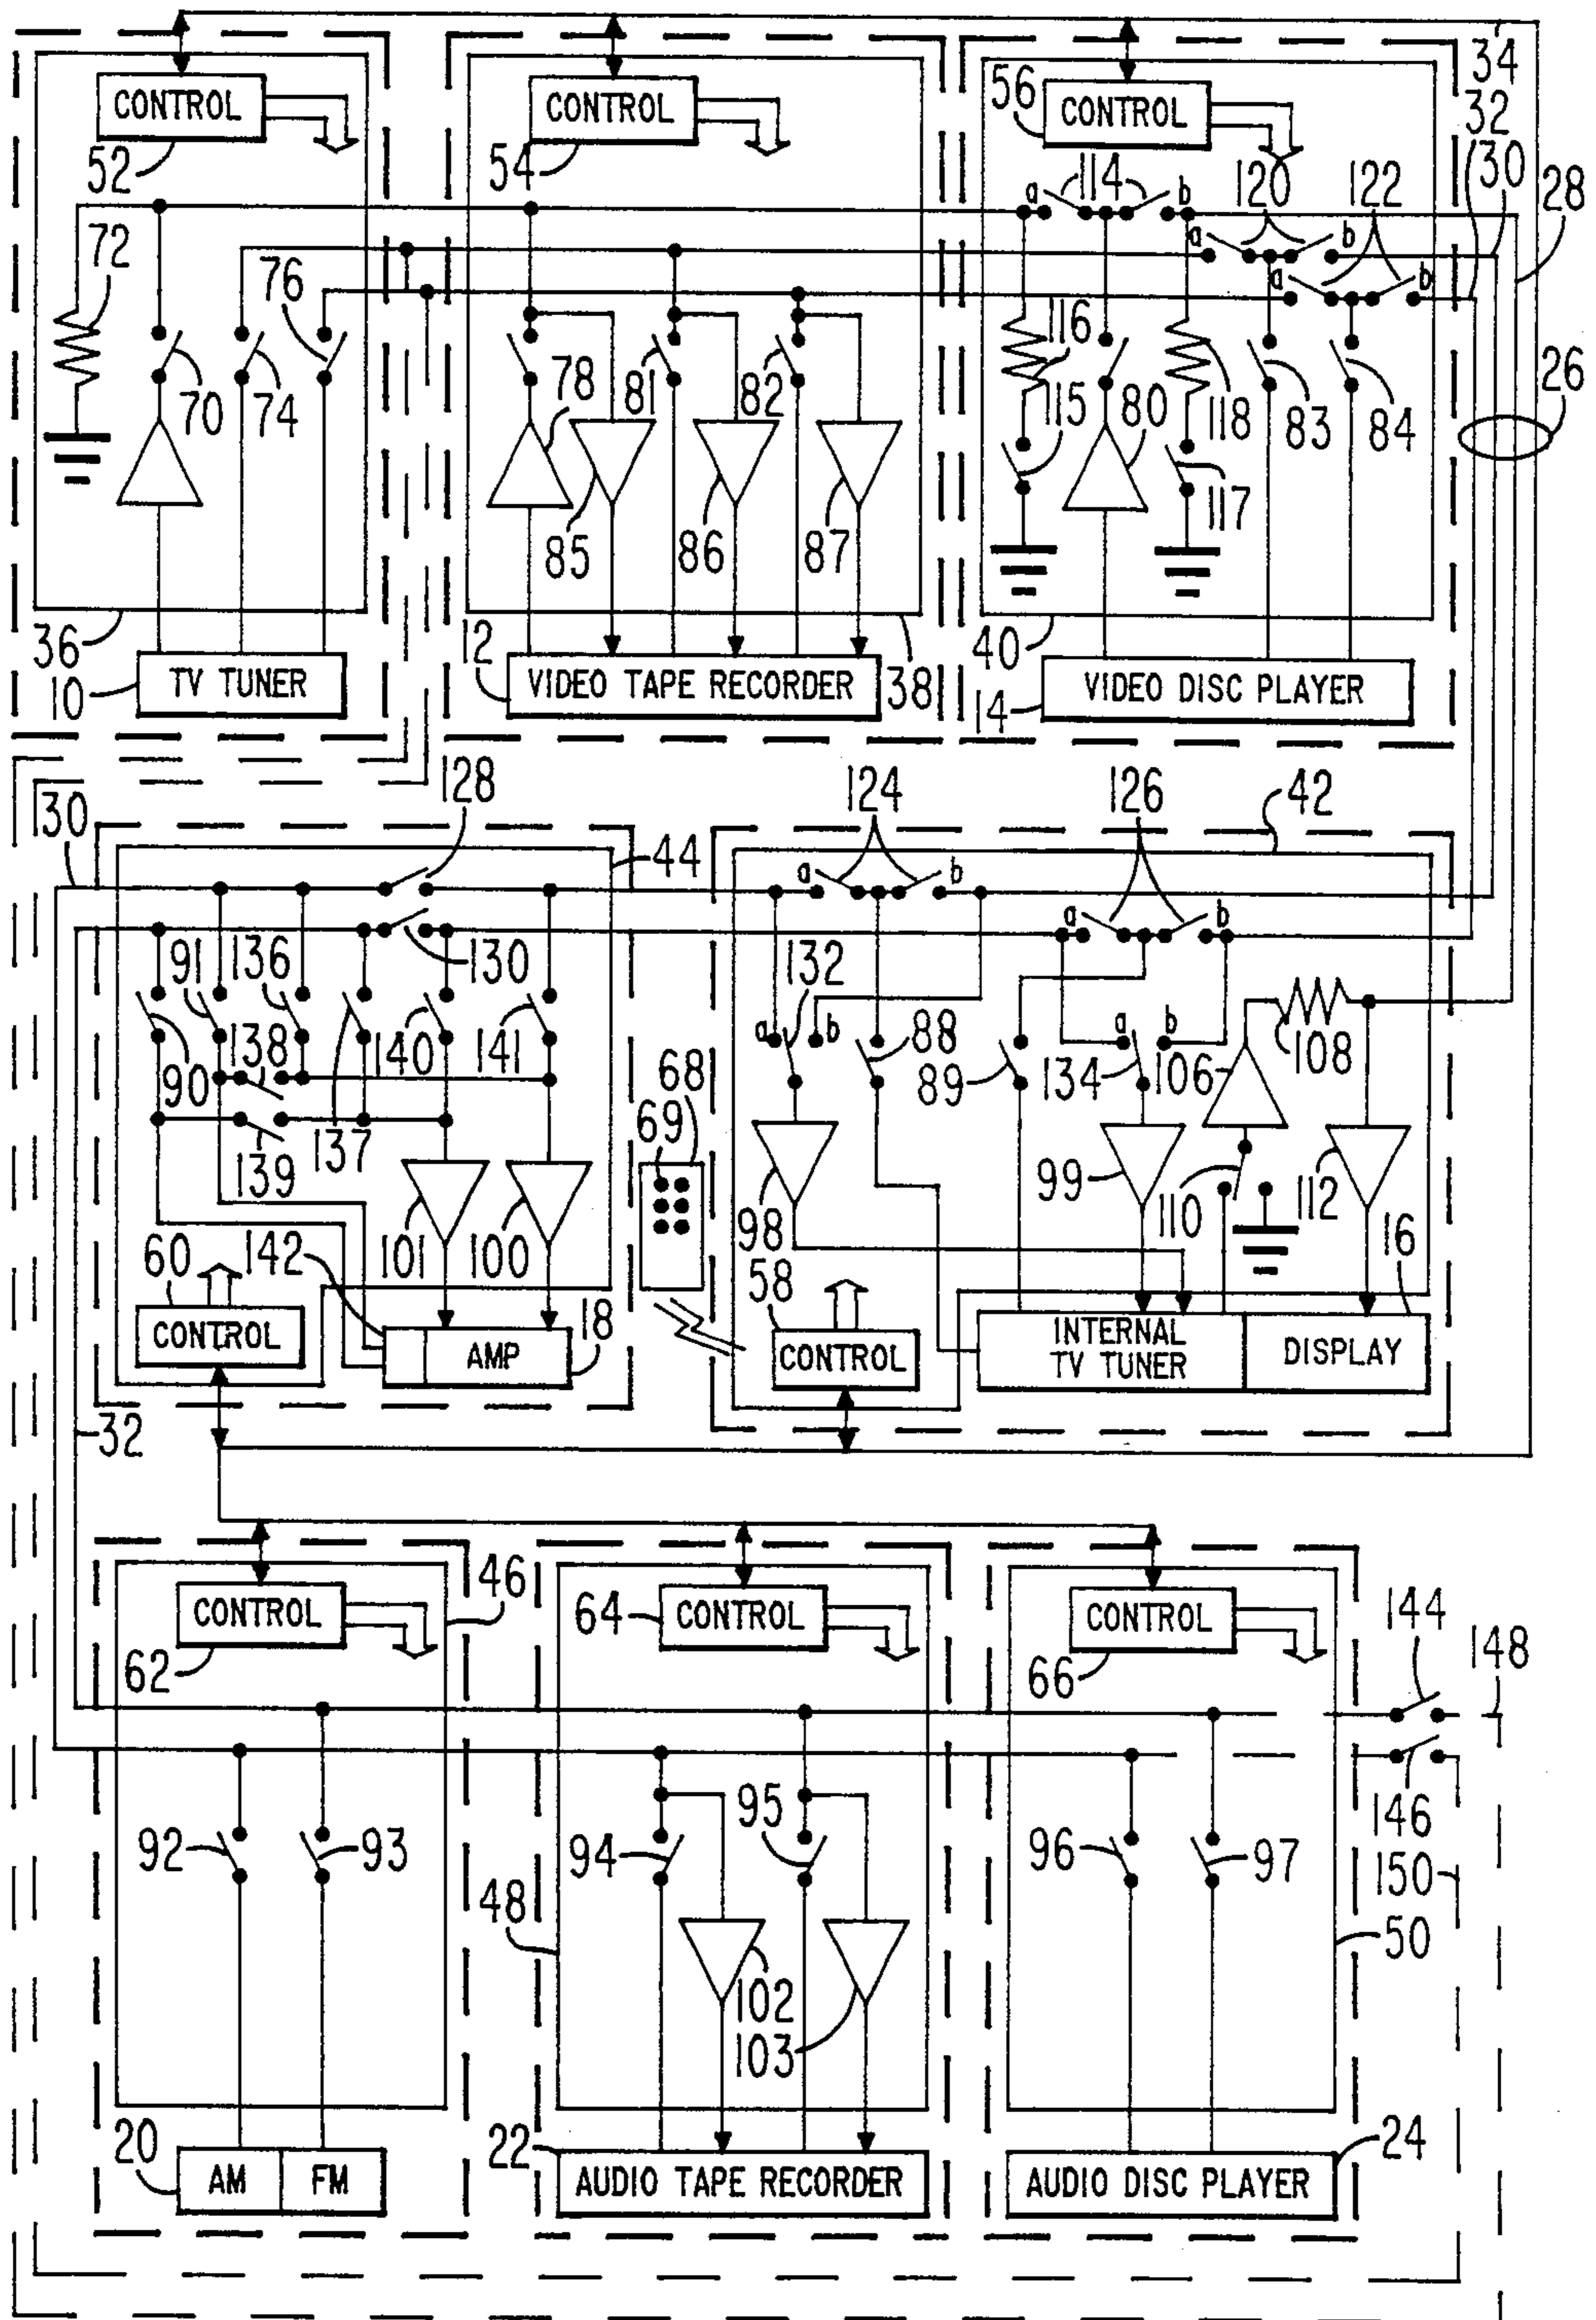 34
CONTROL
CONTROL
56
CONTROL
32
52
54
30
28
a
114
b
120
122
72
76
a
b
a
b
116
26
70
74
78
81
82
115
80
118
83
84
117
85
86
87
36
12
40
10
TV TUNER
VIDEO TAPE RECORDER
38
14
VIDEO DISC PLAYER
128
124
126
42
130
44
a
b
a
b
91
136
130
132
a
b
88
a
b
108
90
138
140
141
68
89
134
106
137
69
139
98
99
110
112
16
60
142
101
100
58
CONTROL
AMP
18
CONTROL
INTERNAL
TV TUNER
DISPLAY
32
46
CONTROL
64
CONTROL
CONTROL
144
148
62
66
95
146
92
93
94
96
97
150
48
50
102
103
20
22
24
AM
FM
AUDIO TAPE RECORDER
AUDIO DISC PLAYER